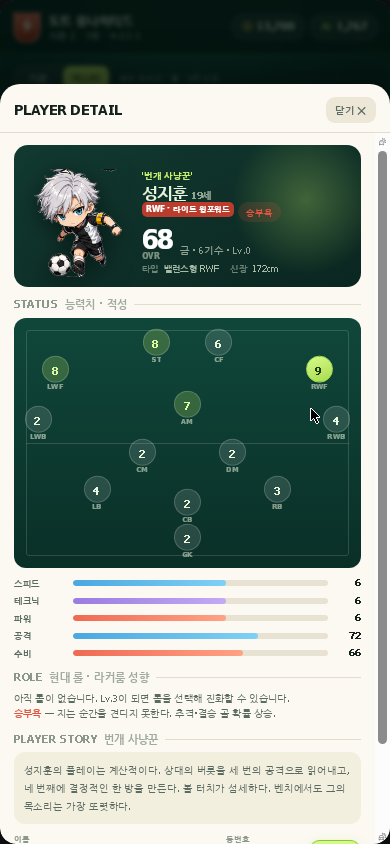 PLAYER DETAIL
닫기 ×
'번개 사냥꾼'
성지훈 19세
RWF · 라이트 윙포워드
승부욕
68
OVR
금 · 6기수 · Lv.0
타입 밸런스형 RWF 신장 172cm
STATUS 능력치 · 적성
8
ST
6
CF
8
LWF
9
RWF
7
AM
2
LWB
4
RWB
2
CM
2
DM
4
LB
3
RB
2
CB
2
GK
스피드 6
테크닉 6
파워 6
공격 72
수비 66
ROLE 현대 롤 · 라커룸 성향
아직 롤이 없습니다. Lv.3이 되면 롤을 선택해 진화할 수 있습니다.
승부욕 — 지는 순간을 견디지 못한다. 추격·결승 골 확률 상승.
PLAYER STORY 번개 사냥꾼
성지훈의 플레이는 계산적이다. 상대의 버릇을 세 번의 공격으로 읽어내고,
네 번째에 결정적인 한 방을 만든다. 볼 터치가 섬세하다. 벤치에서도 그의
목소리는 가장 또렷하다.
이름 등번호